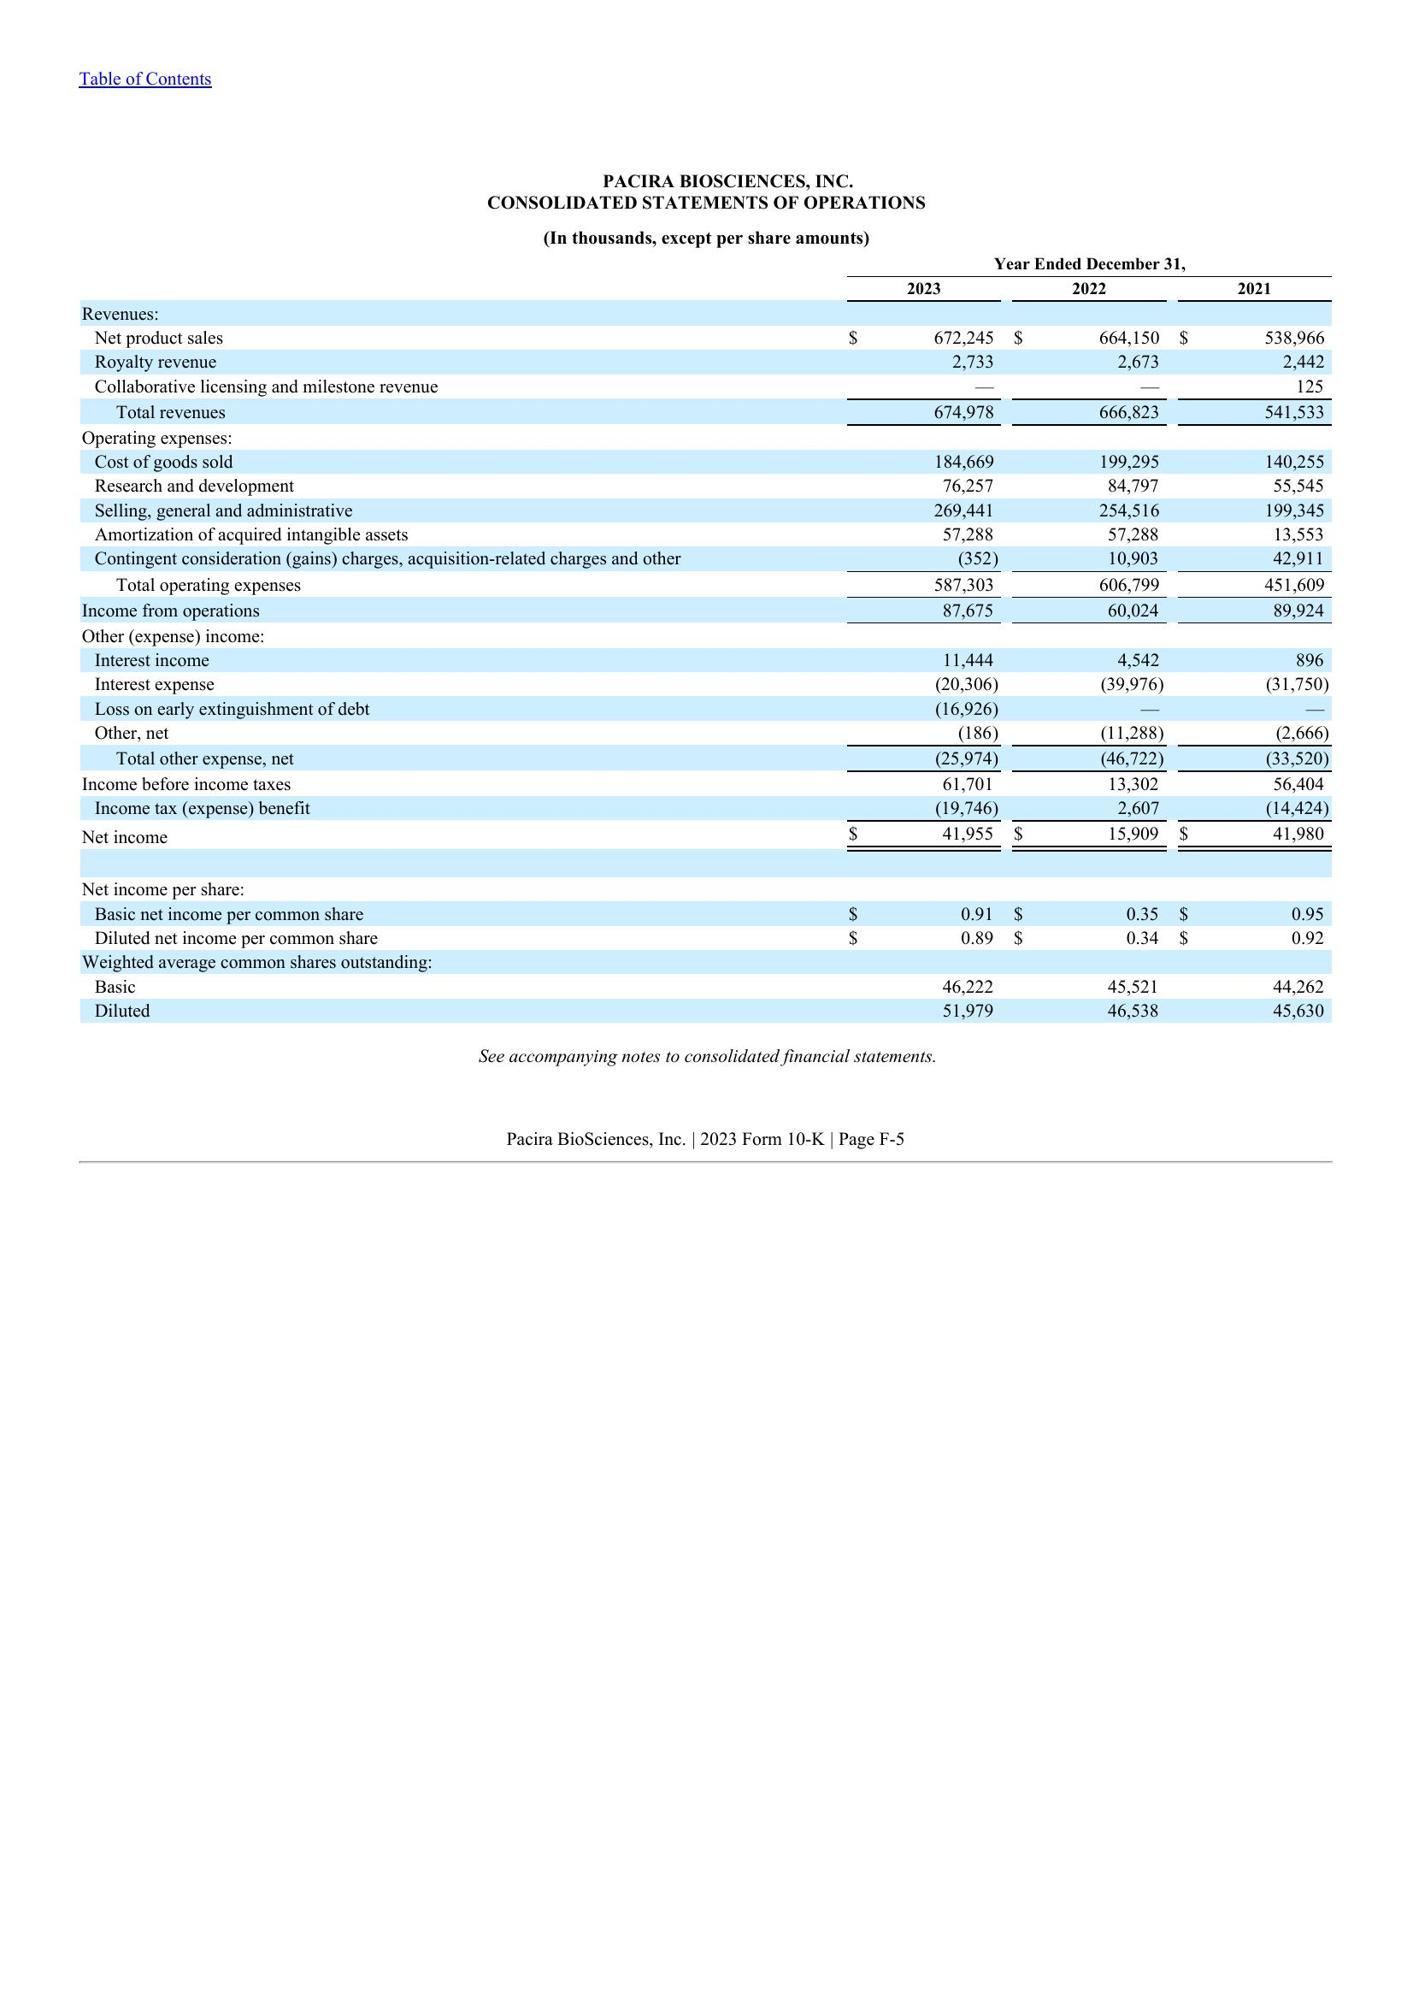 Table of Contents
PACIRA BIOSCIENCES, INC.
CONSOLIDATED STATEMENTS OF OPERATIONS
(In thousands, except per share amounts)
Year Ended December 31,
2023 2022 2021
Revenues:
Net product sales $ 672,245 $ 664,150 $ 538,966
Royalty revenue 2,733 2,673 2,442
Collaborative licensing and milestone revenue — — 125
Total revenues 674,978 666,823 541,533
Operating expenses:
Cost of goods sold 184,669 199,295 140,255
Research and development 76,257 84,797 55,545
Selling, general and administrative 269,441 254,516 199,345
Amortization of acquired intangible assets 57,288 57,288 13,553
Contingent consideration (gains) charges, acquisition-related charges and other (352) 10,903 42,911
Total operating expenses 587,303 606,799 451,609
Income from operations 87,675 60,024 89,924
Other (expense) income:
Interest income 11,444 4,542 896
Interest expense (20,306) (39,976) (31,750)
Loss on early extinguishment of debt (16,926) — —
Other, net (186) (11,288) (2,666)
Total other expense, net (25,974) (46,722) (33,520)
Income before income taxes 61,701 13,302 56,404
Income tax (expense) benefit (19,746) 2,607 (14,424)
Net income $ 41,955 $ 15,909 $ 41,980
Net income per share:
Basic net income per common share $ 0.91 $ 0.35 $ 0.95
Diluted net income per common share $ 0.89 $ 0.34 $ 0.92
Weighted average common shares outstanding:
Basic 46,222 45,521 44,262
Diluted 51,979 46,538 45,630
See accompanying notes to consolidated financial statements.
Pacira BioSciences, Inc. | 2023 Form 10-K | Page F-5